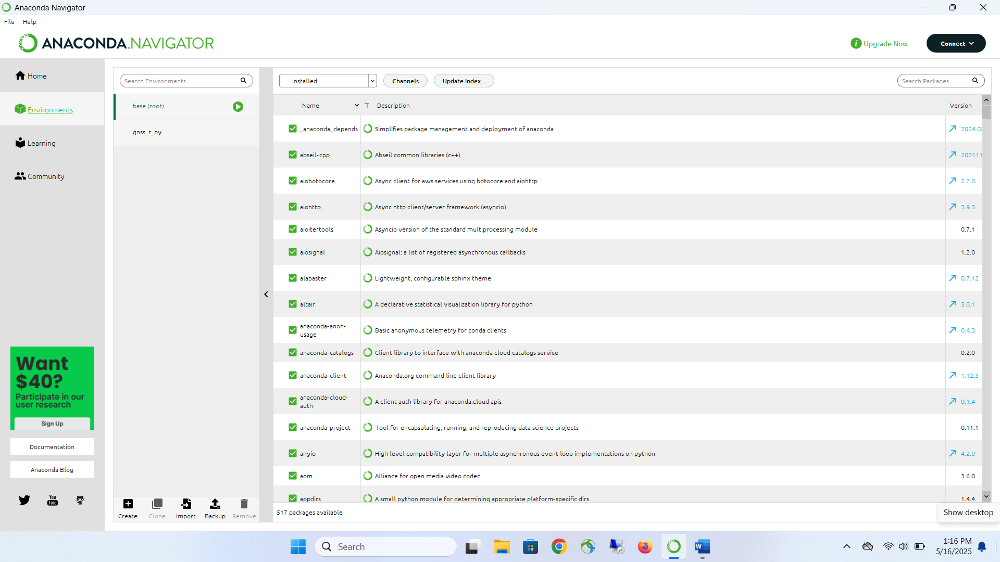 Anaconda Navigator
File Help
ANACONDA.NAVIGATOR
i Upgrade Now
Connect
Home
Environments
Learning
Community
Want
$40?
Participate in our
user research
Sign Up
Documentation
Anaconda Blog
You
Tube
Search Environments
base (root)
gnss_r_py
Create Clone Import Backup Remove
Installed Channels Update index... Search Packages
Name T Description Version
_anaconda_depends Simplifies package management and deployment of anaconda
abseil-cpp Abseil common libraries (c++) 202111
aiobotocore Async client for aws services using botocore and aiohttp 2.7.0
aiohttp Async http client/server framework (asyncio) 3.9.3
aioitertools Asyncio version of the standard multiprocessing module 0.7.1
aiosignal Aiosignal: a list of registered asynchronous callbacks 1.2.0
alabaster Lightweight, configurable sphinx theme 0.7.12
altair A declarative statistical visualization library for python 5.0.1
anaconda-anon-
usage Basic anonymous telemetry for conda clients 0.4.3
anaconda-catalogs Client library to interface with anaconda cloud catalogs service 0.2.0
anaconda-client Anaconda.org command line client library 1.12.3
anaconda-cloud-
auth A client auth library for anaconda.cloud apis 0.1.4
anaconda-project Tool for encapsulating, running, and reproducing data science projects 0.11.1
anyio High level compatibility layer for multiple asynchronous event loop implementations on python 4.2.0
aom Alliance for open media video codec 3.6.0
appdirs A small python module for determining appropriate platform-specific dirs. 1.4.4
517 packages available
Show desktop
Search
W
1:16 PM
5/16/2025